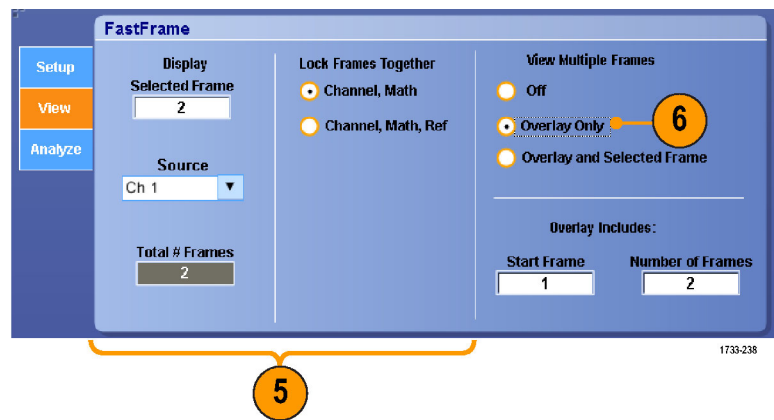 FastFrame
Setup
View
Analyze
Display
Selected Frame
2
Source
Ch 1
Total # Frames
2
Lock Frames Together
Channel, Math
Channel, Math, Ref
View Multiple Frames
Off
Overlay Only
6
Overlay and Selected Frame
Overlay Includes:
Start Frame
1
Number of Frames
2
1733-238
5